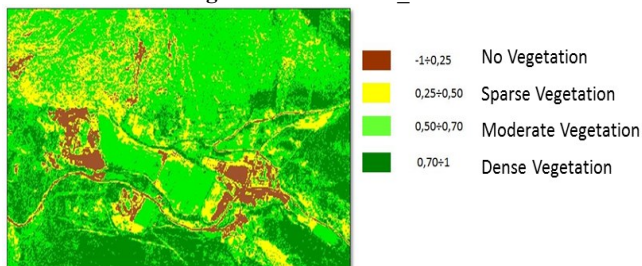 -1÷0,25 No Vegetation
0,25÷0,50 Sparse Vegetation
0,50÷0,70 Moderate Vegetation
0,70÷1 Dense Vegetation